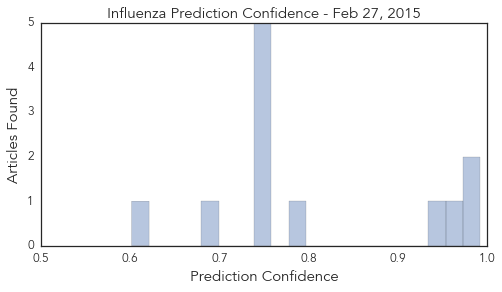 Influenza Prediction Confidence - Feb 27, 2015
Articles Found
5
4
3
2
1
0
0.5 0.6 0.7 0.8 0.9 1.0
Prediction Confidence